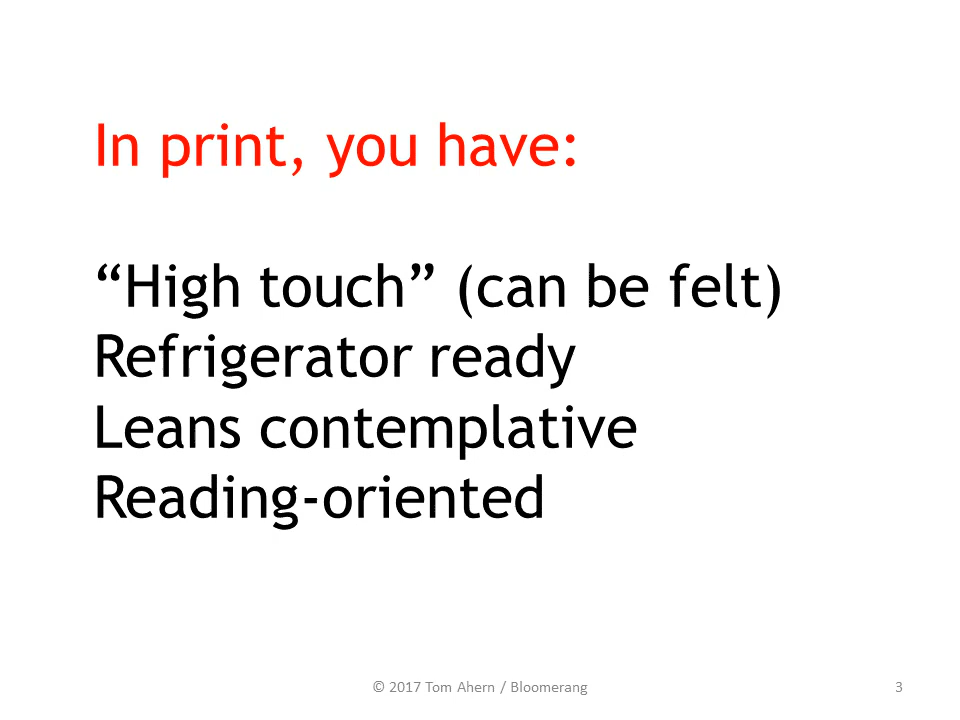 In print, you have:
“High touch” (can be felt)
Refrigerator ready
Leans contemplative
Reading-oriented
© 2017 Tom Ahern / Bloomerang
3